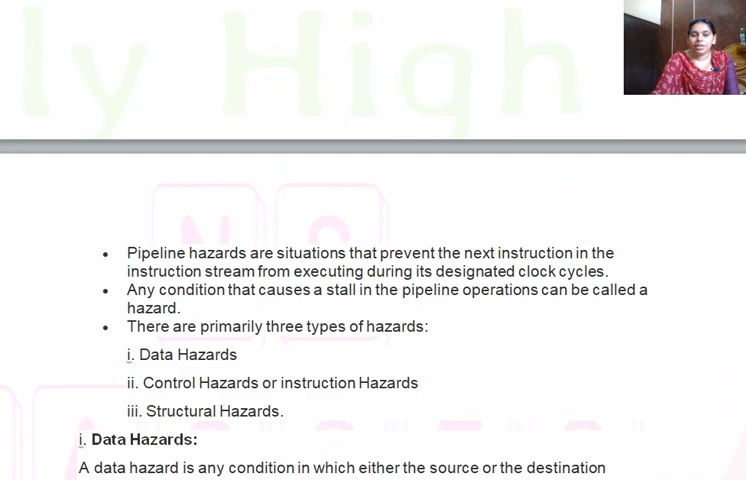 ly High
N O
• Pipeline hazards are situations that prevent the next instruction in the
instruction stream from executing during its designated clock cycles.
• Any condition that causes a stall in the pipeline operations can be called a
hazard.
• There are primarily three types of hazards:
i. Data Hazards
ii. Control Hazards or instruction Hazards
iii. Structural Hazards.
i. Data Hazards:
A data hazard is any condition in which either the source or the destination